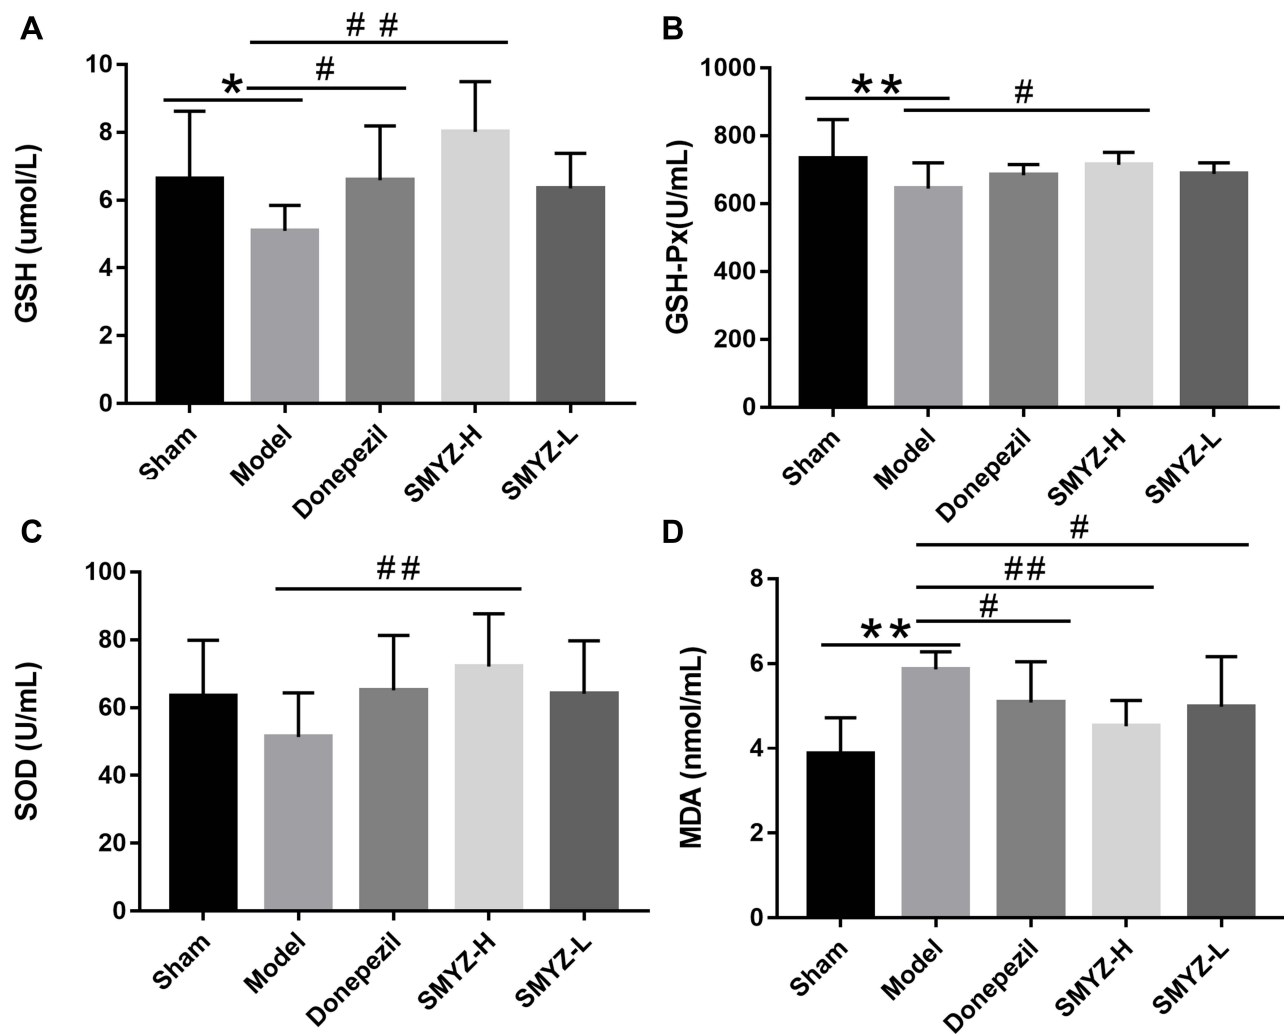 A
# #
#
*
GSH (umol/L)
10
8
6
4
2
0
Sham
Model
Donepezil
SMYZ-H
SMYZ-L
B
**
#
GSH-Px(U/mL)
1000
800
600
400
200
0
Sham
Model
Donepezil
SMYZ-H
SMYZ-L
C
##
SOD (U/mL)
100
80
60
40
20
0
Sham
Model
Donepezil
SMYZ-H
SMYZ-L
D
#
##
#
**
MDA (nmol/mL)
8
6
4
2
0
Sham
Model
Donepezil
SMYZ-H
SMYZ-L